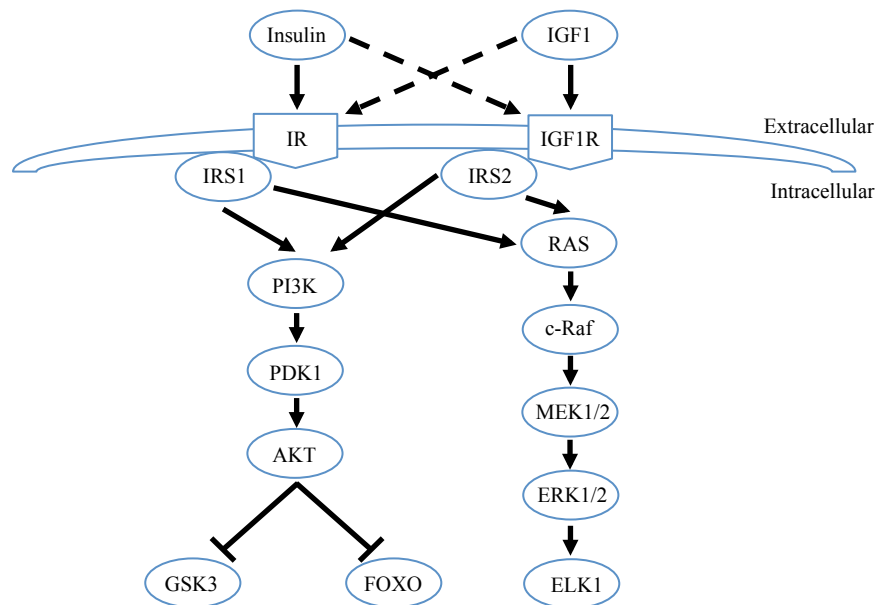 Insulin
IGF1
IR
IGF1R
Extracellular
IRS1
IRS2
Intracellular
RAS
PI3K
c-Raf
PDK1
MEK1/2
AKT
ERK1/2
GSK3
FOXO
ELK1